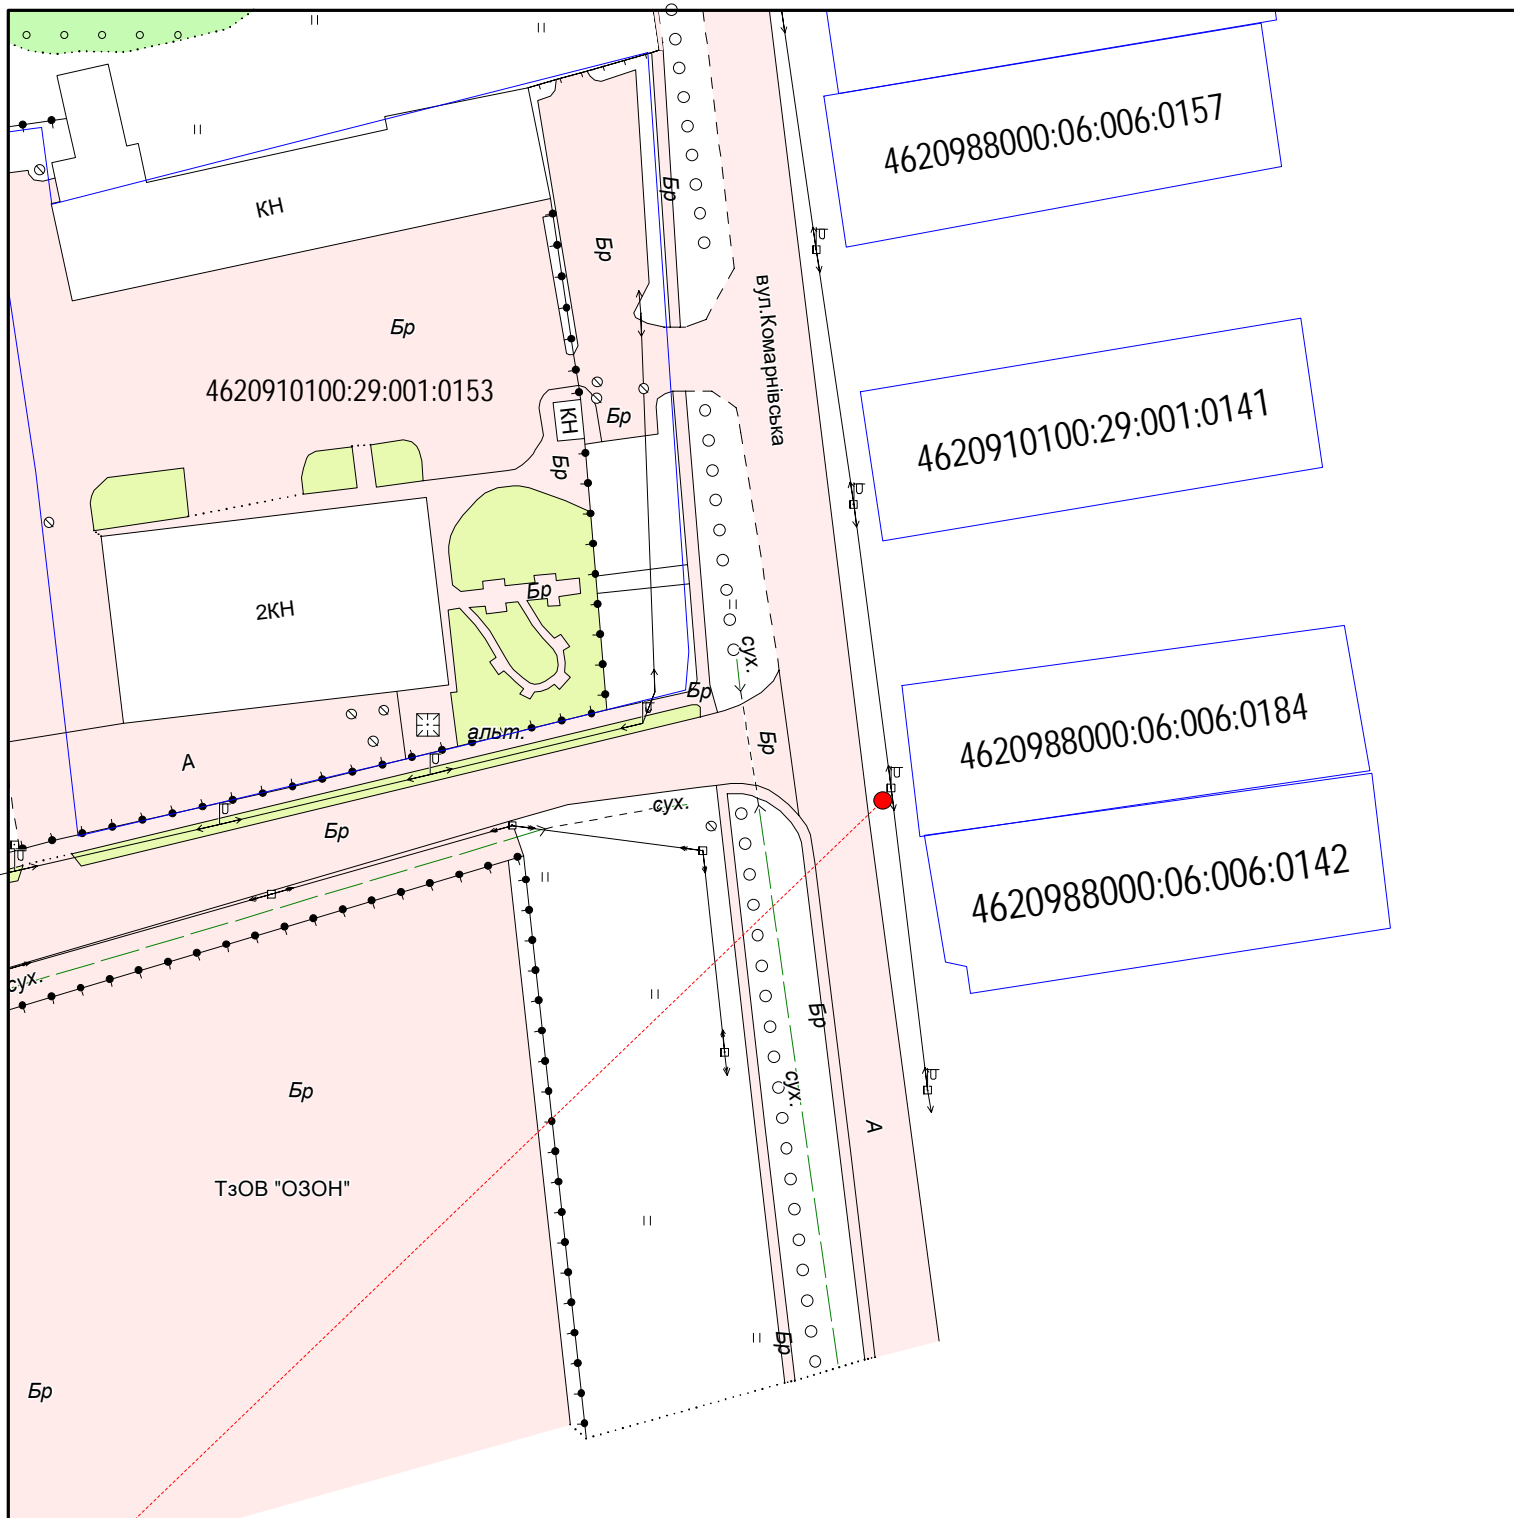 4620988000:06:006:0157
КН
Бр
Бр
вул.Комарнівська
Бр
4620910100:29:001:0153
КН
Бр
4620910100:29:001:0141
Бр
2КН
Бр
сух.
Бр
альт.
Бр
4620988000:06:006:0184
А
сух.
Бр
4620988000:06:006:0142
сух.
Бр
Бр
сух.
А
ТзОВ "ОЗОН"
Бр
Бр